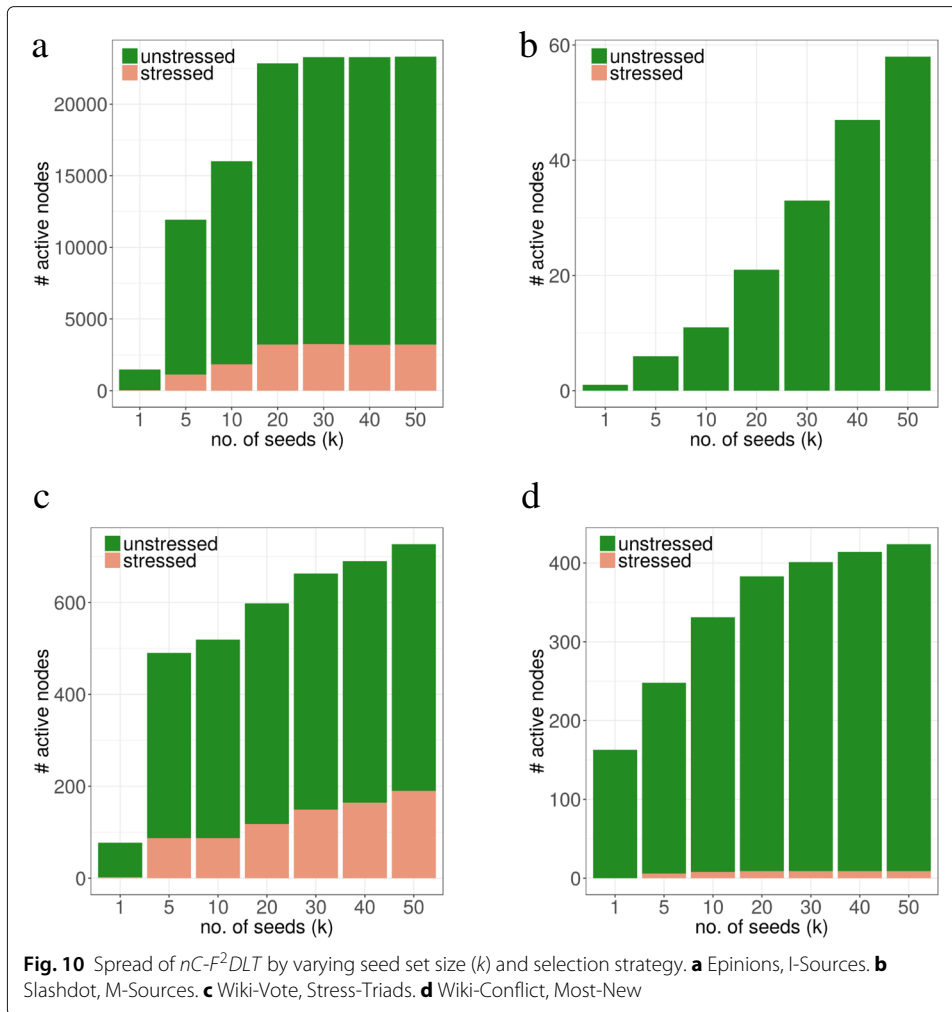 a
unstressed
stressed
20000
15000
10000
5000
0
# active nodes
1 5 10 20 30 40 50
no. of seeds (k)
b
unstressed
stressed
60
40
20
0
# active nodes
1 5 10 20 30 40 50
no. of seeds (k)
c
unstressed
stressed
600
400
200
0
# active nodes
1 5 10 20 30 40 50
no. of seeds (k)
d
unstressed
stressed
400
300
200
100
0
# active nodes
1 5 10 20 30 40 50
no. of seeds (k)
Fig. 10 Spread of nC-F²DLT by varying seed set size (k) and selection strategy. a Epinions, I-Sources. b
Slashdot, M-Sources. c Wiki-Vote, Stress-Triads. d Wiki-Conflict, Most-New